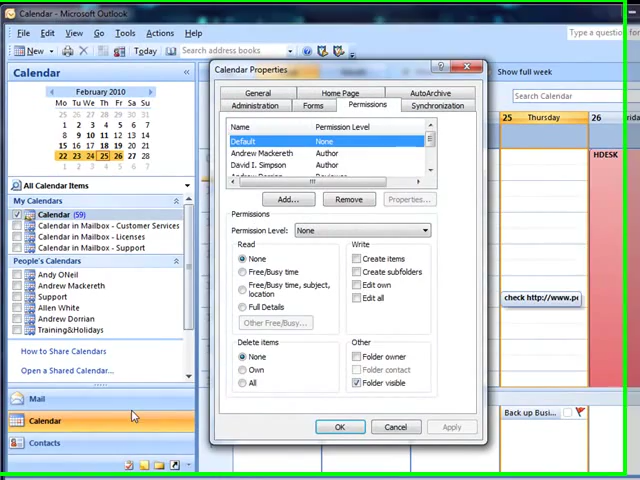 Calendar - Microsoft Outlook
File Edit View Go Tools Actions Help
Type a question fo
New Today Search address books
Calendar
February 2010
Mo Tu We Th Fr Sa Su
25 26 27 28 29 30 31
1 2 3 4 5 6 7
8 9 10 11 12 13 14
15 16 17 18 19 20 21
22 23 24 25 26 27 28
1 2 3 4 5 6 7
All Calendar Items
My Calendars
Calendar (59)
Calendar in Mailbox - Customer Services
Calendar in Mailbox - Licenses
Calendar in Mailbox - Support
People's Calendars
Andy ONeil
Andrew Mackereth
Support
Allen White
Andrew Dorrian
Training&Holidays
How to Share Calendars
Open a Shared Calendar...
Mail
Calendar
Contacts
Calendar Properties
General Home Page AutoArchive
Administration Forms Permissions Synchronization
Name Permission Level
Default None
Andrew Mackereth Author
David I. Simpson Author
Andrew Dorrian Reviewer
Add... Remove Properties...
Permissions
Permission Level: None
Read
None
Free/Busy time
Free/Busy time, subject,
location
Full Details
Other Free/Busy...
Write
Create items
Create subfolders
Edit own
Edit all
Delete items
None
Own
All
Other
Folder owner
Folder contact
Folder visible
OK Cancel Apply
Show full week
Search Calendar
25 Thursday 26 Frid
HDESK
check http://www.pe
Back up Busi...